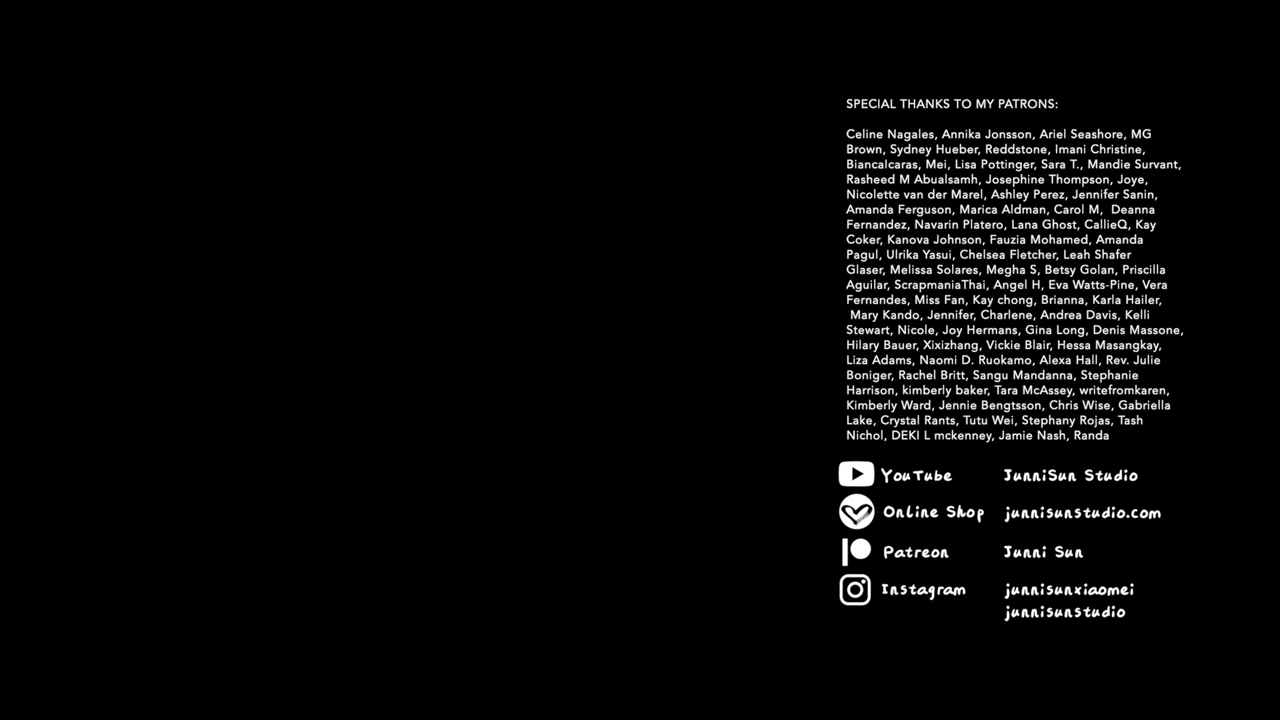 SPECIAL THANKS TO MY PATRONS:
Celine Nagales, Annika Jonsson, Ariel Seashore, MG
Brown, Sydney Hueber, Reddstone, Imani Christine,
Biancalcaras, Mei, Lisa Pottinger, Sara T., Mandie Survant,
Rasheed M Abualsamh, Josephine Thompson, Joye,
Nicolette van der Marel, Ashley Perez, Jennifer Sanin,
Amanda Ferguson, Marica Aldman, Carol M,  Deanna
Fernandez, Navarin Platero, Lana Ghost, CallieQ, Kay
Coker, Kanova Johnson, Fauzia Mohamed, Amanda
Pagul, Ulrika Yasui, Chelsea Fletcher, Leah Shafer
Glaser, Melissa Solares, Megha S, Betsy Golan, Priscilla
Aguilar, ScrapmaniaThai, Angel H, Eva Watts-Pine, Vera
Fernandes, Miss Fan, Kay chong, Brianna, Karla Hailer,
Mary Kando, Jennifer, Charlene, Andrea Davis, Kelli
Stewart, Nicole, Joy Hermans, Gina Long, Denis Massone,
Hilary Bauer, Xixizhang, Vickie Blair, Hessa Masangkay,
Liza Adams, Naomi D. Ruokamo, Alexa Hall, Rev. Julie
Boniger, Rachel Britt, Sangu Mandanna, Stephanie
Harrison, kimberly baker, Tara McAssey, writefromkaren,
Kimberly Ward, Jennie Bengtsson, Chris Wise, Gabriella
Lake, Crystal Rants, Tutu Wei, Stephany Rojas, Tash
Nichol, DEKI L mckenney, Jamie Nash, Randa
YouTube JunniSun Studio
Online Shop junnisunstudio.com
Patreon Junni Sun
Instagram junnisunxiaomei
junnisunstudio